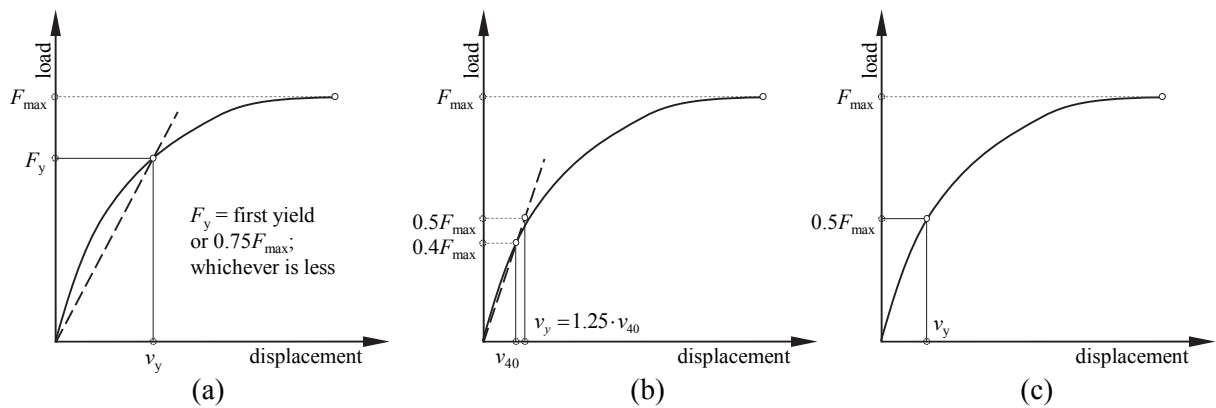 load
F_max
F_y
F_y = first yield
or 0.75F_max;
whichever is less
v_y
displacement
(a)
load
F_max
0.5F_max
0.4F_max
v_y = 1.25·v_40
v_40
displacement
(b)
load
F_max
0.5F_max
v_y
displacement
(c)